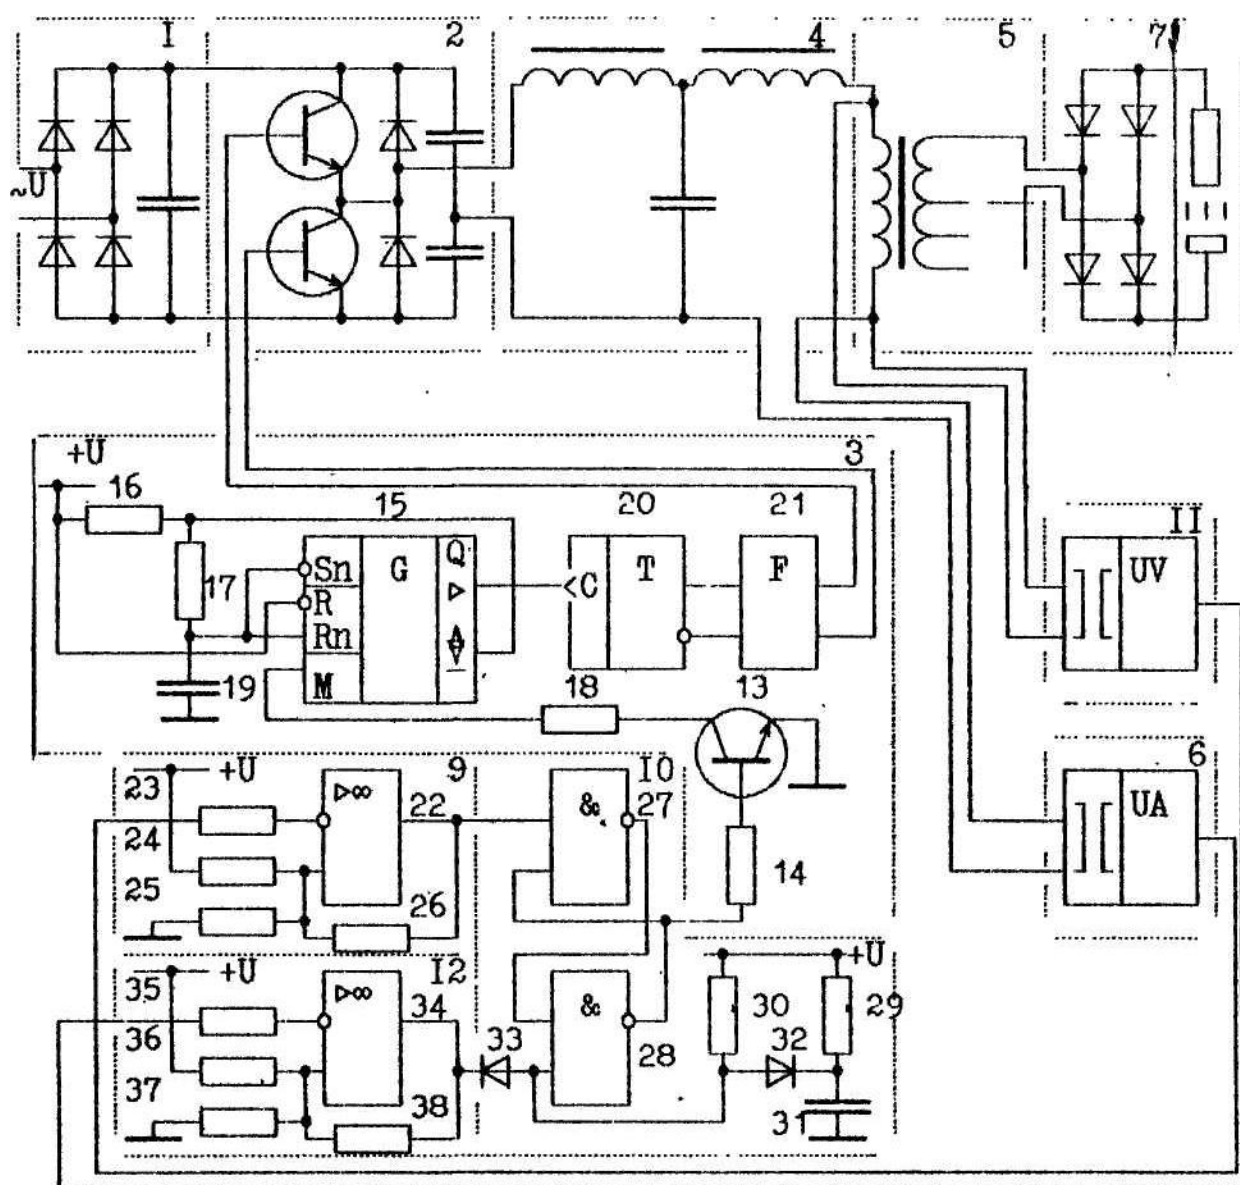 I 2 4 5 7
~U
3
+U
16 15 20 21 II
Sn G Q <C T F UV
17 R
Rn
19 M 18 13 6
9 I0
23 +U ▷∞ 22 & 27 UA
24
25 26 14
I2 +U
35 +U ▷∞ 34 & 30 29
36 33 32
37 28
38 31